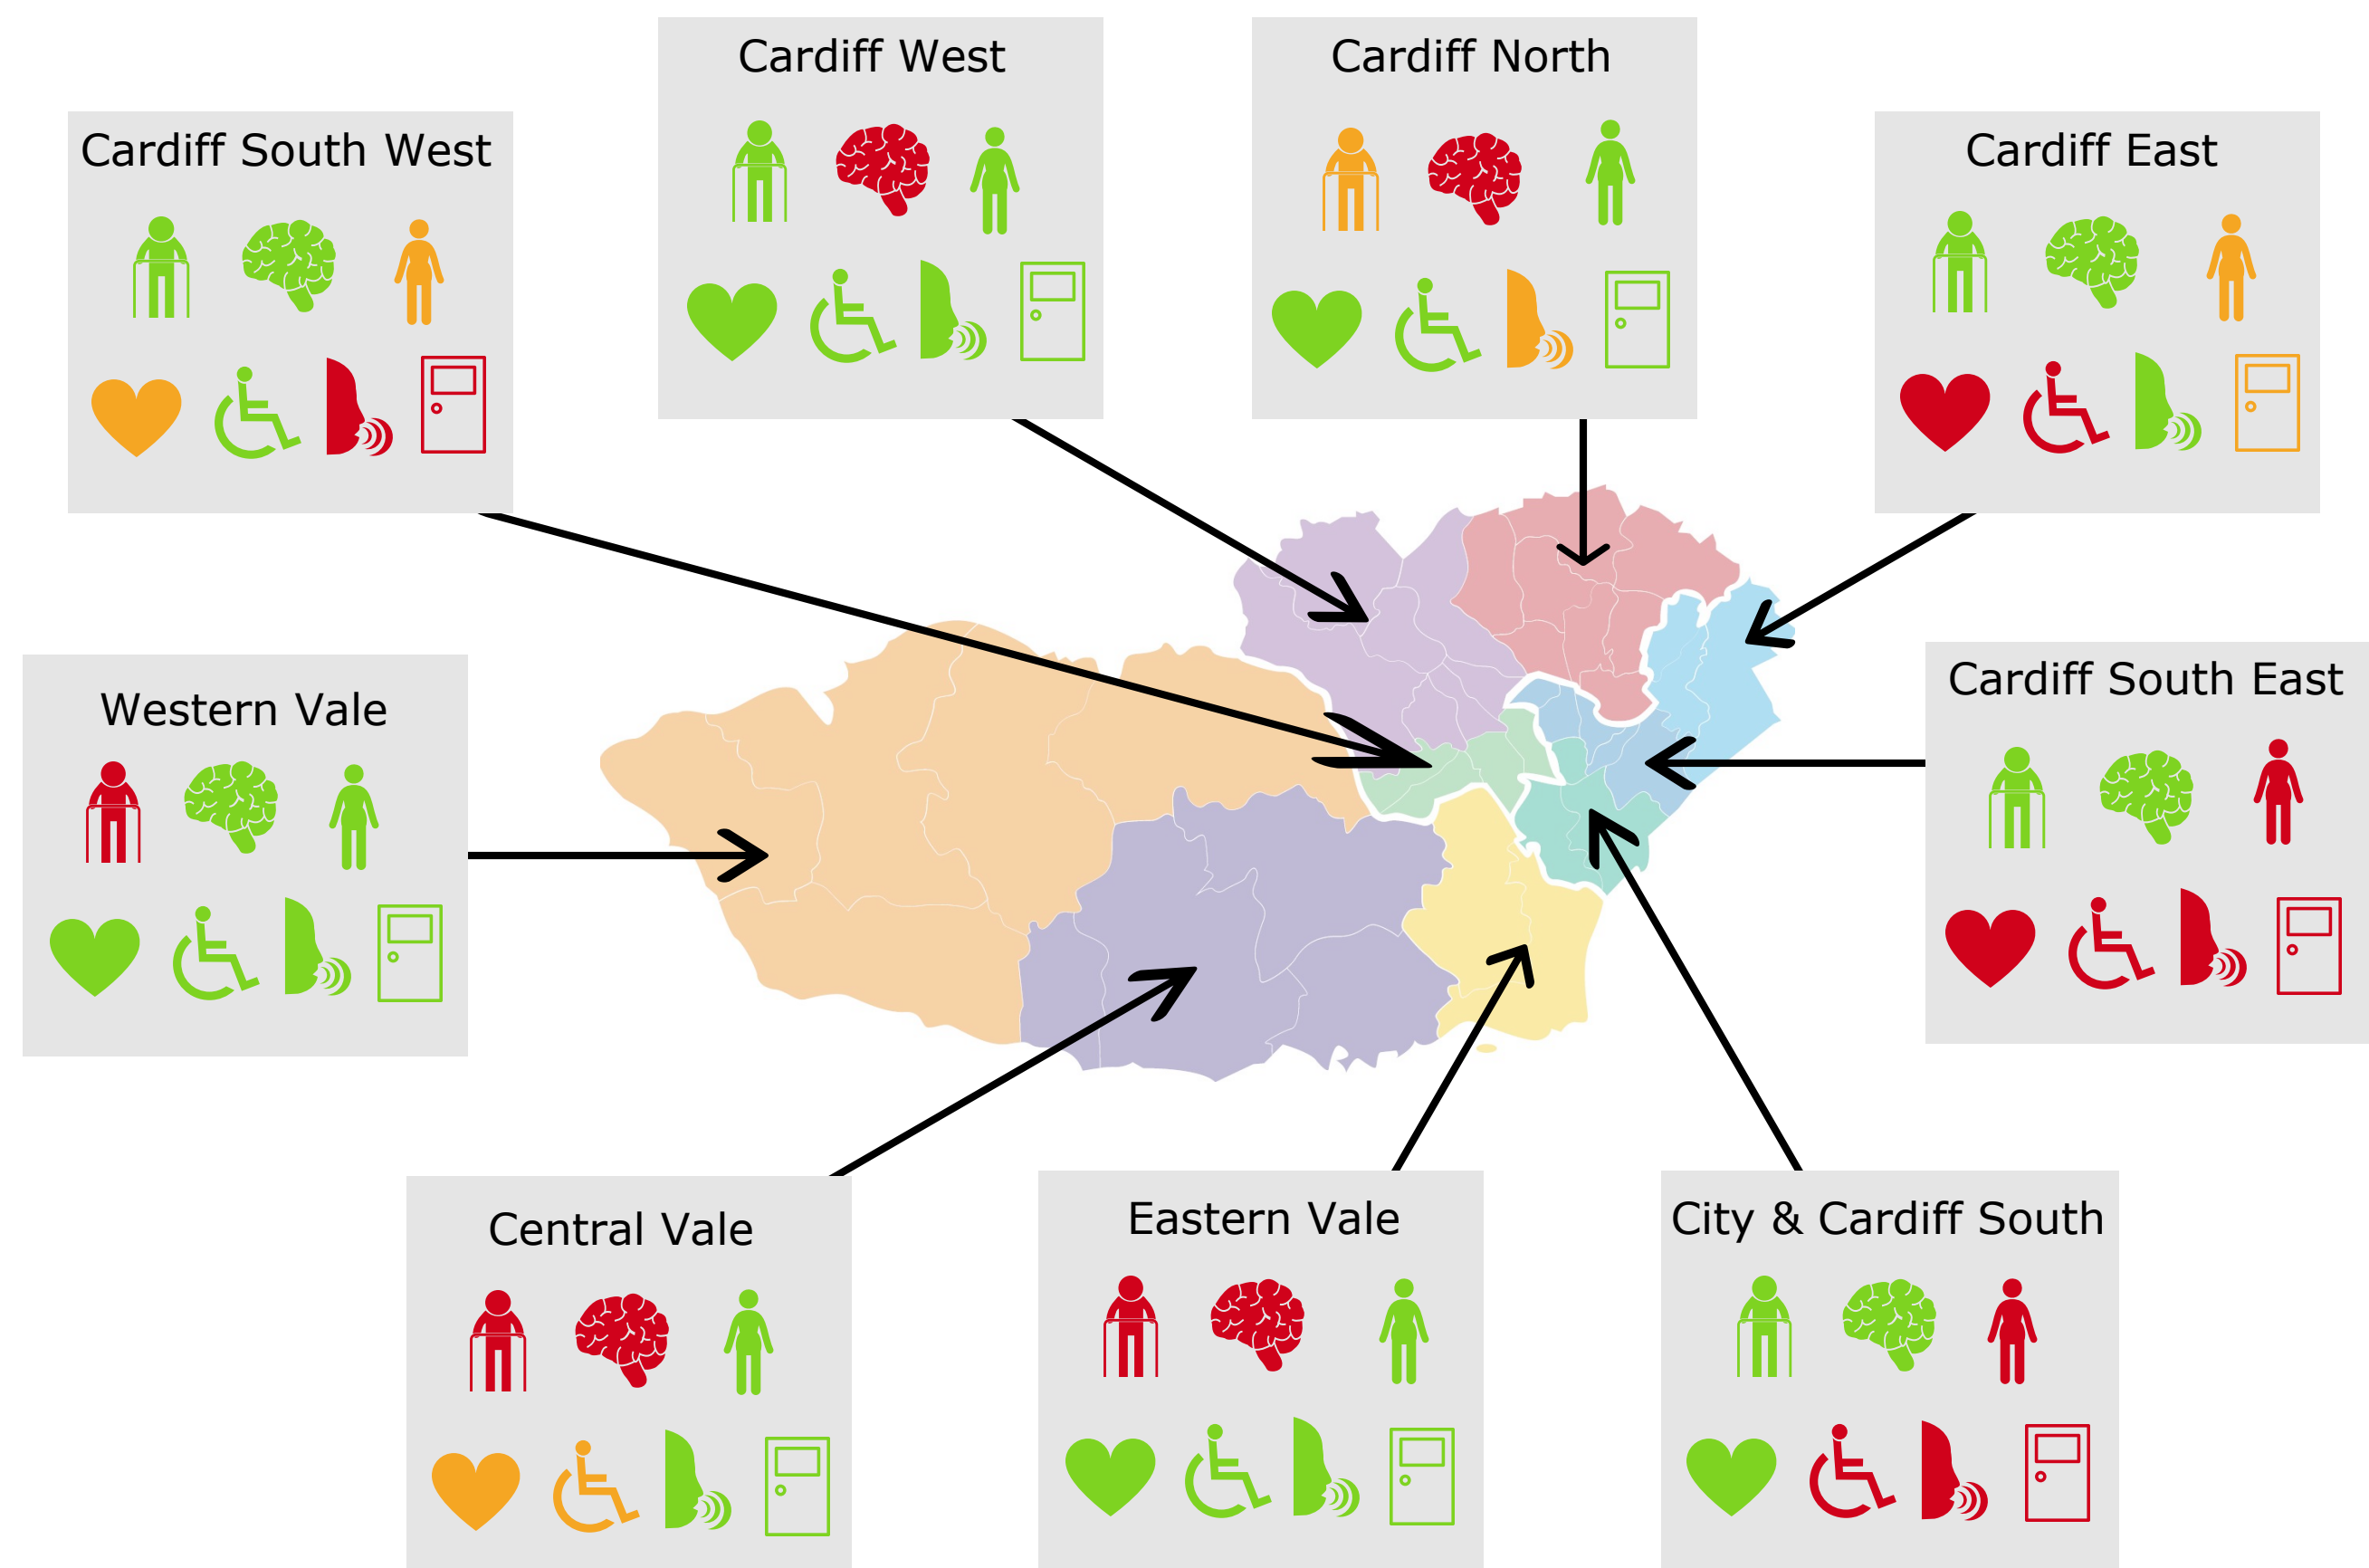 Cardiff West
Cardiff North
Cardiff South West
Cardiff East
Western Vale
Cardiff South East
Central Vale
Eastern Vale
City & Cardiff South